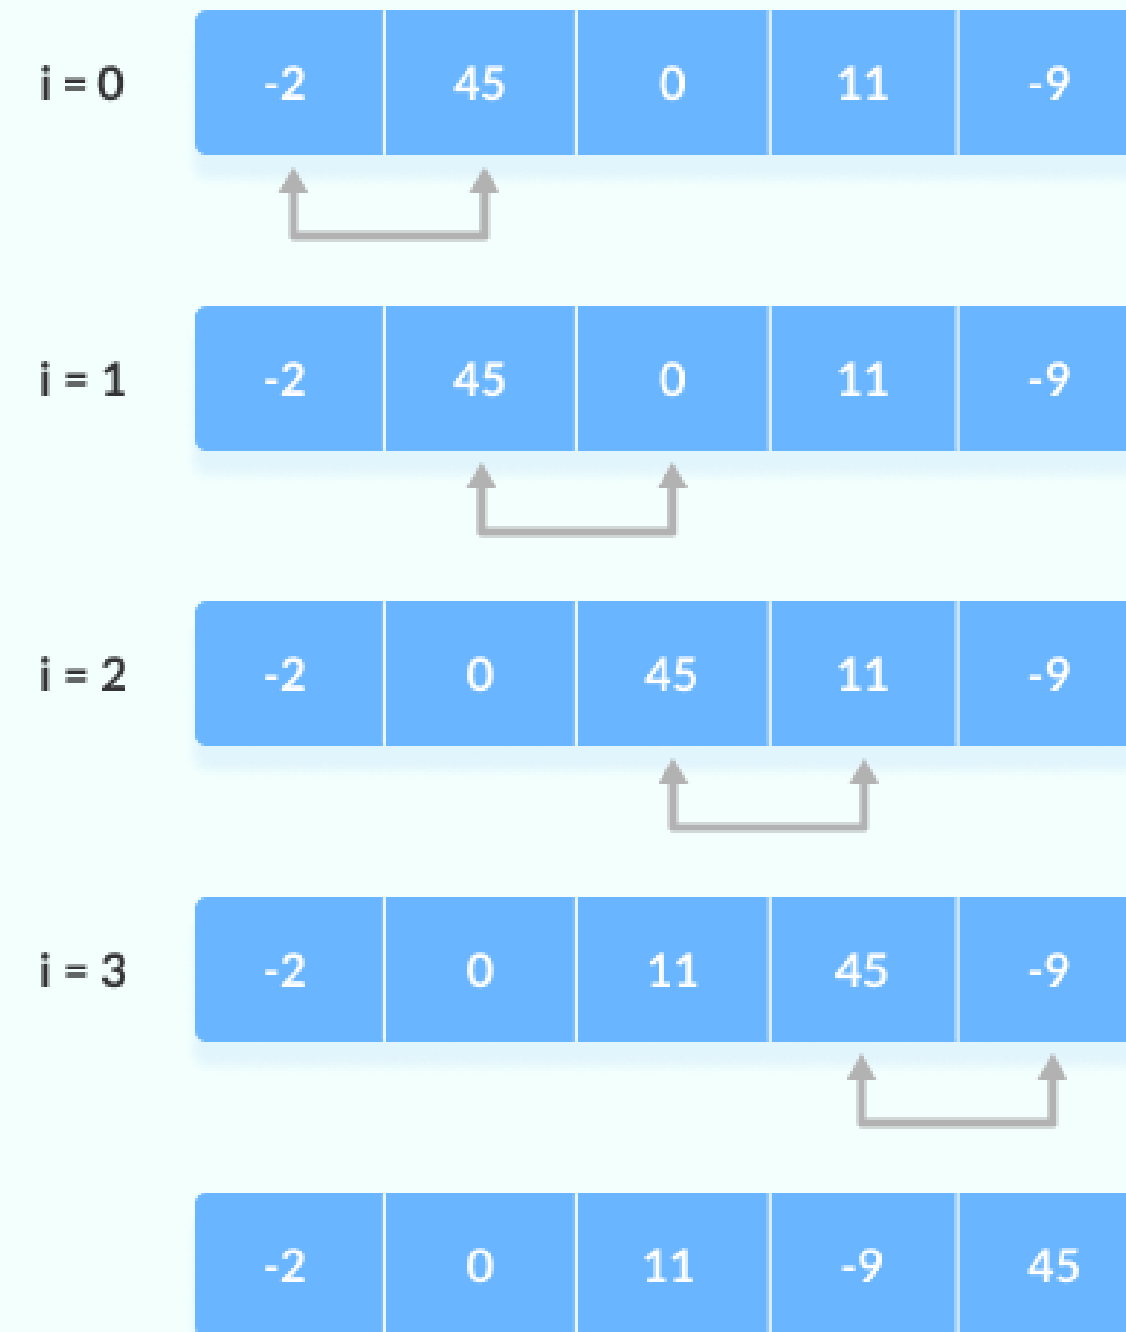 i = 0 -2 45 0 11 -9
i = 1 -2 45 0 11 -9
i = 2 -2 0 45 11 -9
i = 3 -2 0 11 45 -9
-2 0 11 -9 45